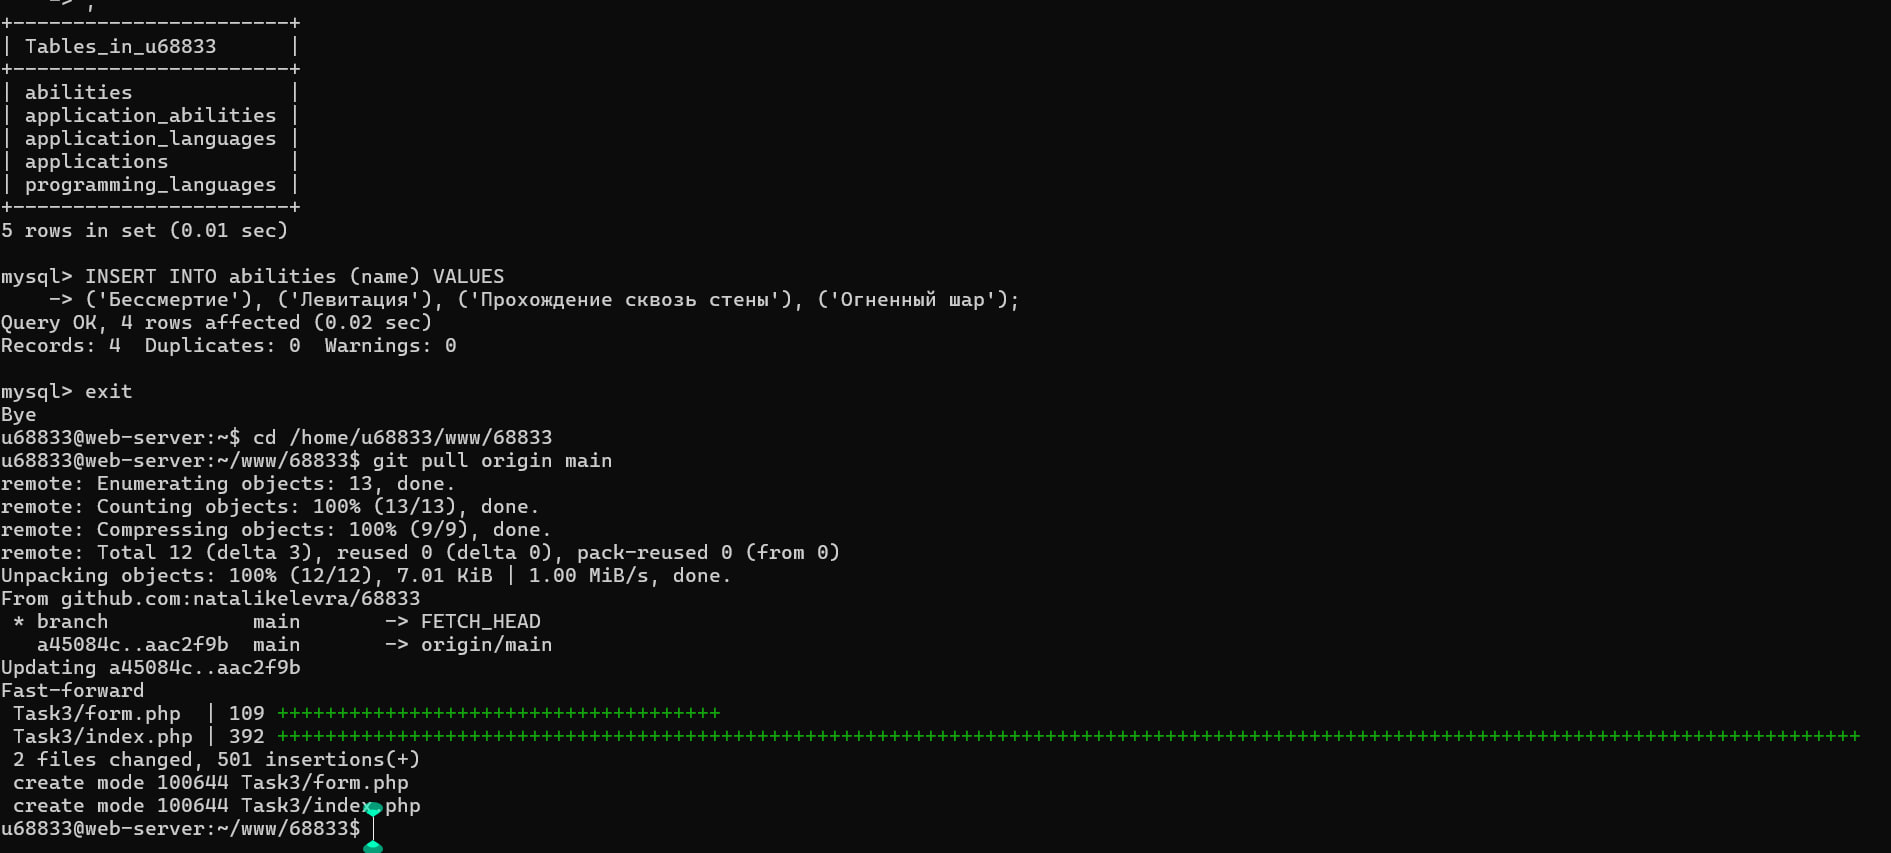 -> ;
+-----------------------+
| Tables_in_u68833      |
+-----------------------+
| abilities             |
| application_abilities |
| application_languages |
| applications          |
| programming_languages |
+-----------------------+
5 rows in set (0.01 sec)
mysql> INSERT INTO abilities (name) VALUES
    -> ('Бессмертие'), ('Левитация'), ('Прохождение сквозь стены'), ('Огненный шар');
Query OK, 4 rows affected (0.02 sec)
Records: 4  Duplicates: 0  Warnings: 0
mysql> exit
Bye
u68833@web-server:~$ cd /home/u68833/www/68833
u68833@web-server:~/www/68833$ git pull origin main
remote: Enumerating objects: 13, done.
remote: Counting objects: 100% (13/13), done.
remote: Compressing objects: 100% (9/9), done.
remote: Total 12 (delta 3), reused 0 (delta 0), pack-reused 0 (from 0)
Unpacking objects: 100% (12/12), 7.01 KiB | 1.00 MiB/s, done.
From github.com:natalikelevra/68833
 * branch            main       -> FETCH_HEAD
   a45084c..aac2f9b  main       -> origin/main
Updating a45084c..aac2f9b
Fast-forward
 Task3/form.php  | 109 +++++++++++++++++++++++++++++++++++++
 Task3/index.php | 392 ++++++++++++++++++++++++++++++++++++++++++++++++++++++++++++++++++++++++++++++++++++++++++++++++++++++++++++++++++++++++++++++++++++
 2 files changed, 501 insertions(+)
 create mode 100644 Task3/form.php
 create mode 100644 Task3/index.php
u68833@web-server:~/www/68833$